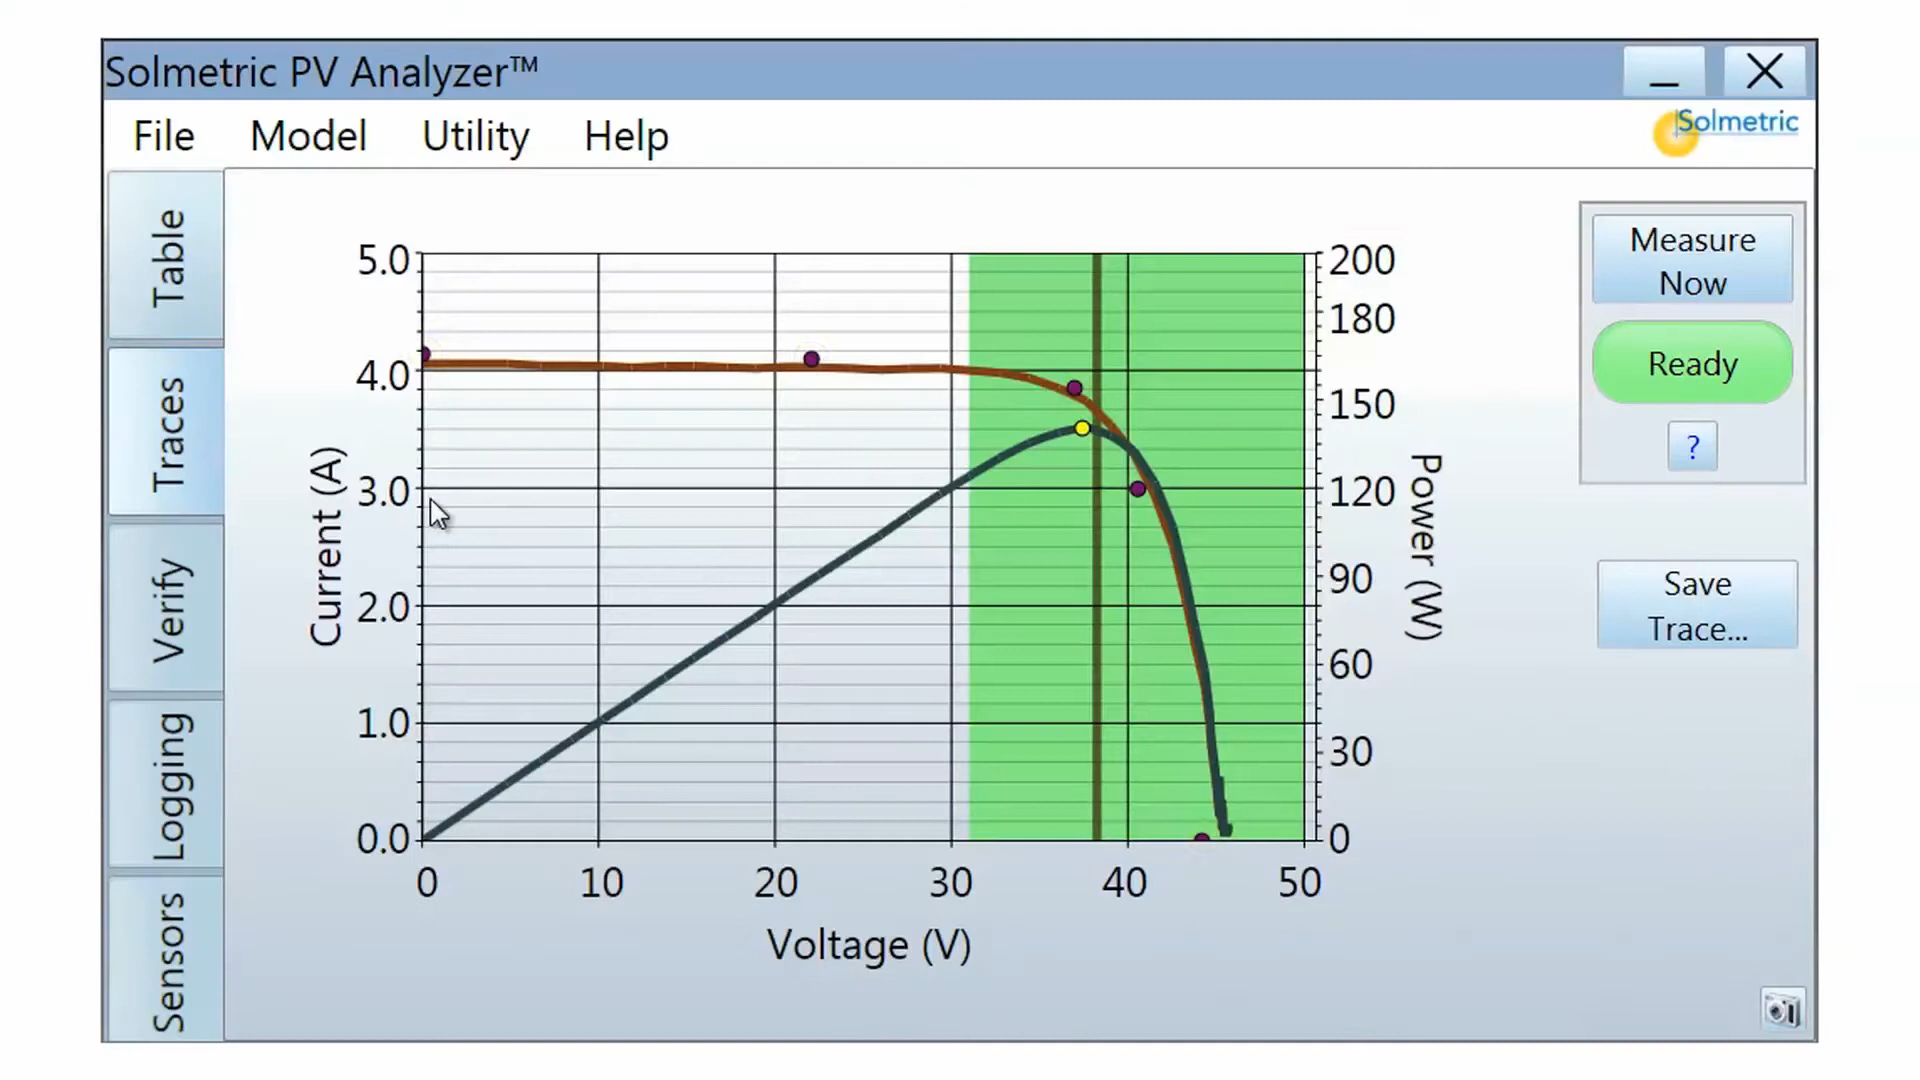 Solmetric PV Analyzer™
File Model Utility Help
Solmetric
Table
Traces
Verify
Logging
Sensors
Current (A)
5.0
4.0
3.0
2.0
1.0
0.0
0 10 20 30 40 50
Voltage (V)
200
180
150
120
90
60
30
0
Power (W)
Measure
Now
Ready
?
Save
Trace...